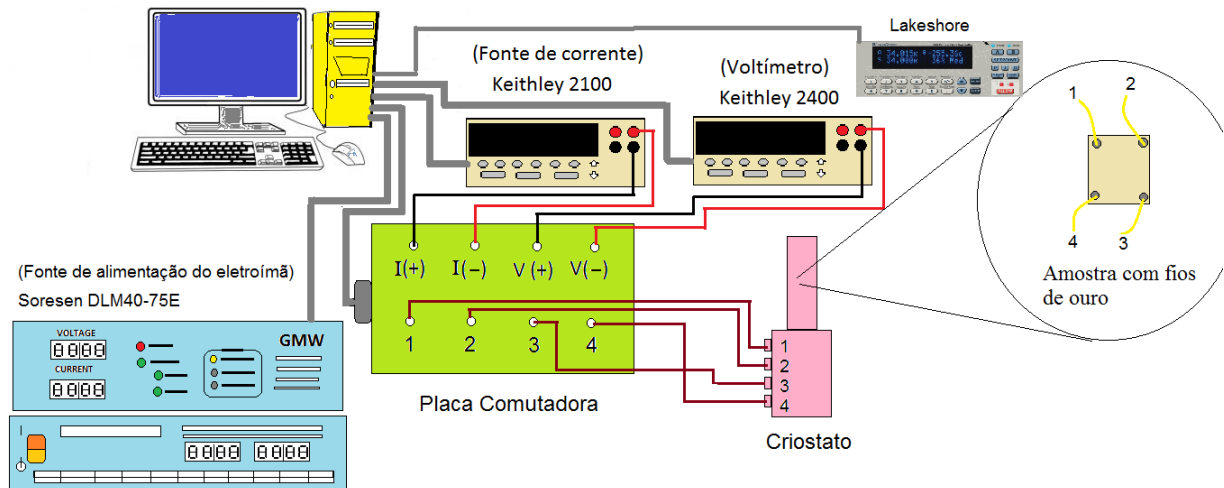 Lakeshore
(Fonte de corrente)
Keithley 2100
(Voltímetro)
Keithley 2400
1
2
4
3
Amostra com fios
de ouro
I(+)
I(−)
V(+)
V(−)
1
2
3
4
Placa Comutadora
1
2
3
4
Criostato
(Fonte de alimentação do eletroímã)
Soresen DLM40-75E
VOLTAGE
GMW
CURRENT